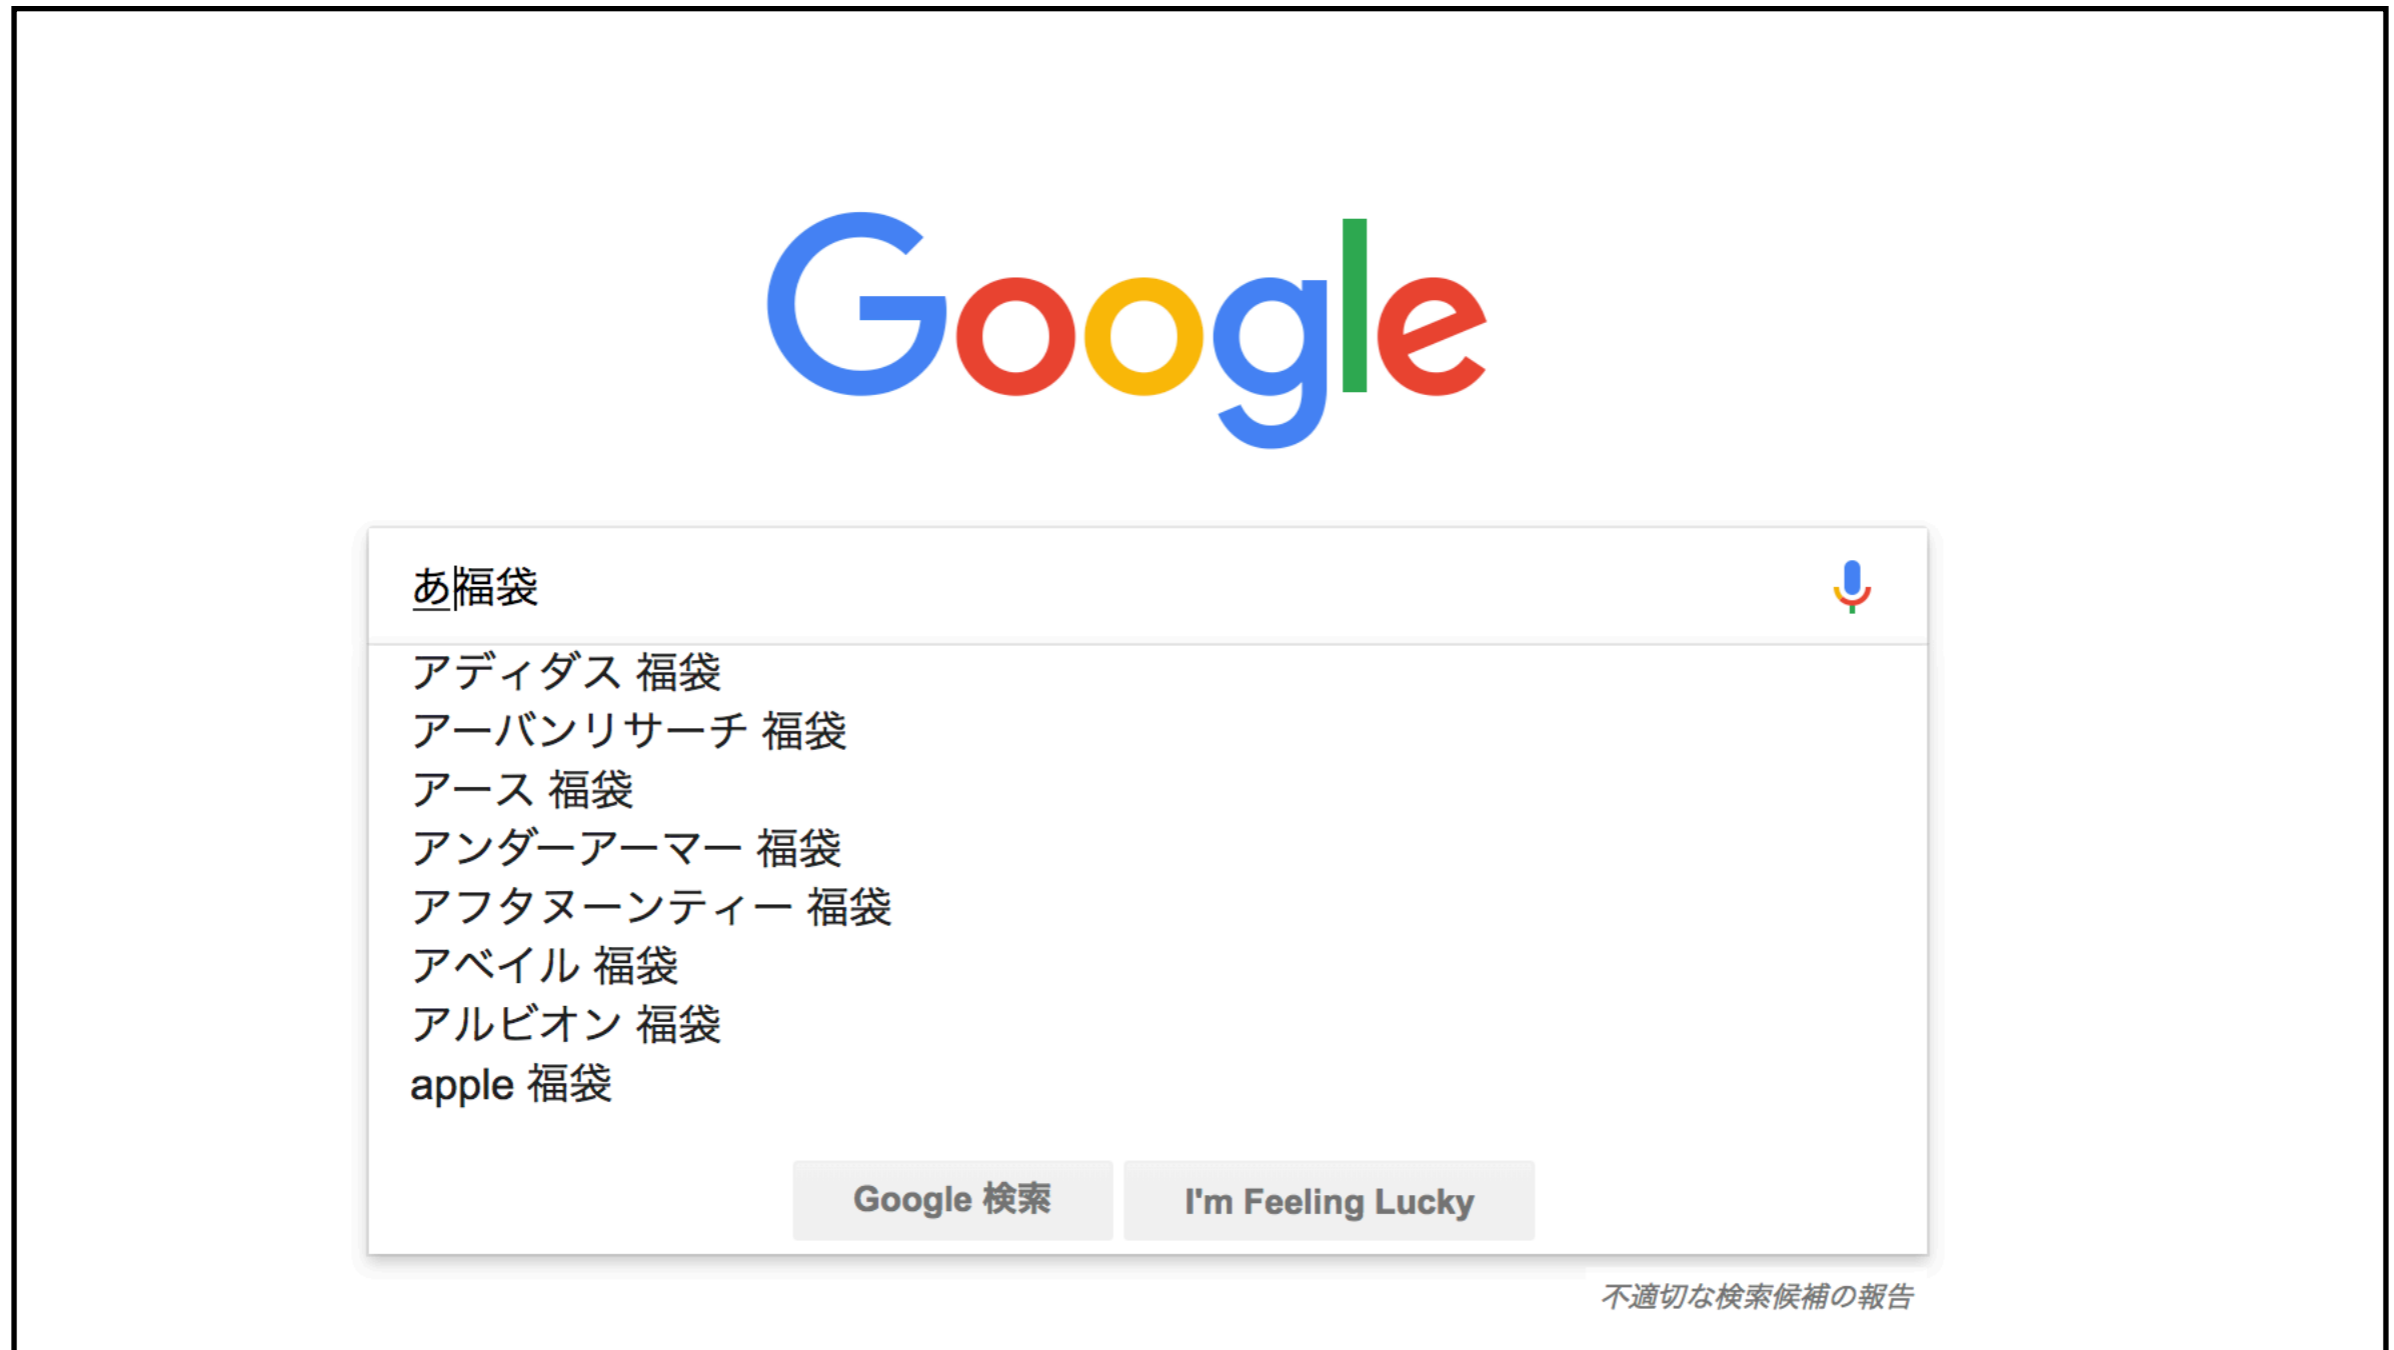 Google
あ福袋
アディダス 福袋
アーバンリサーチ 福袋
アース 福袋
アンダーアーマー 福袋
アフタヌーンティー 福袋
アベイル 福袋
アルビオン 福袋
apple 福袋
Google 検索
I'm Feeling Lucky
不適切な検索候補の報告